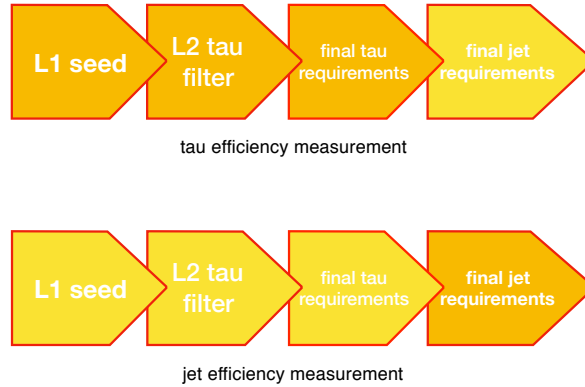 L1 seed
L2 tau
filter
final tau
requirements
final jet
requirements
tau efficiency measurement
L1 seed
L2 tau
filter
final tau
requirements
final jet
requirements
jet efficiency measurement